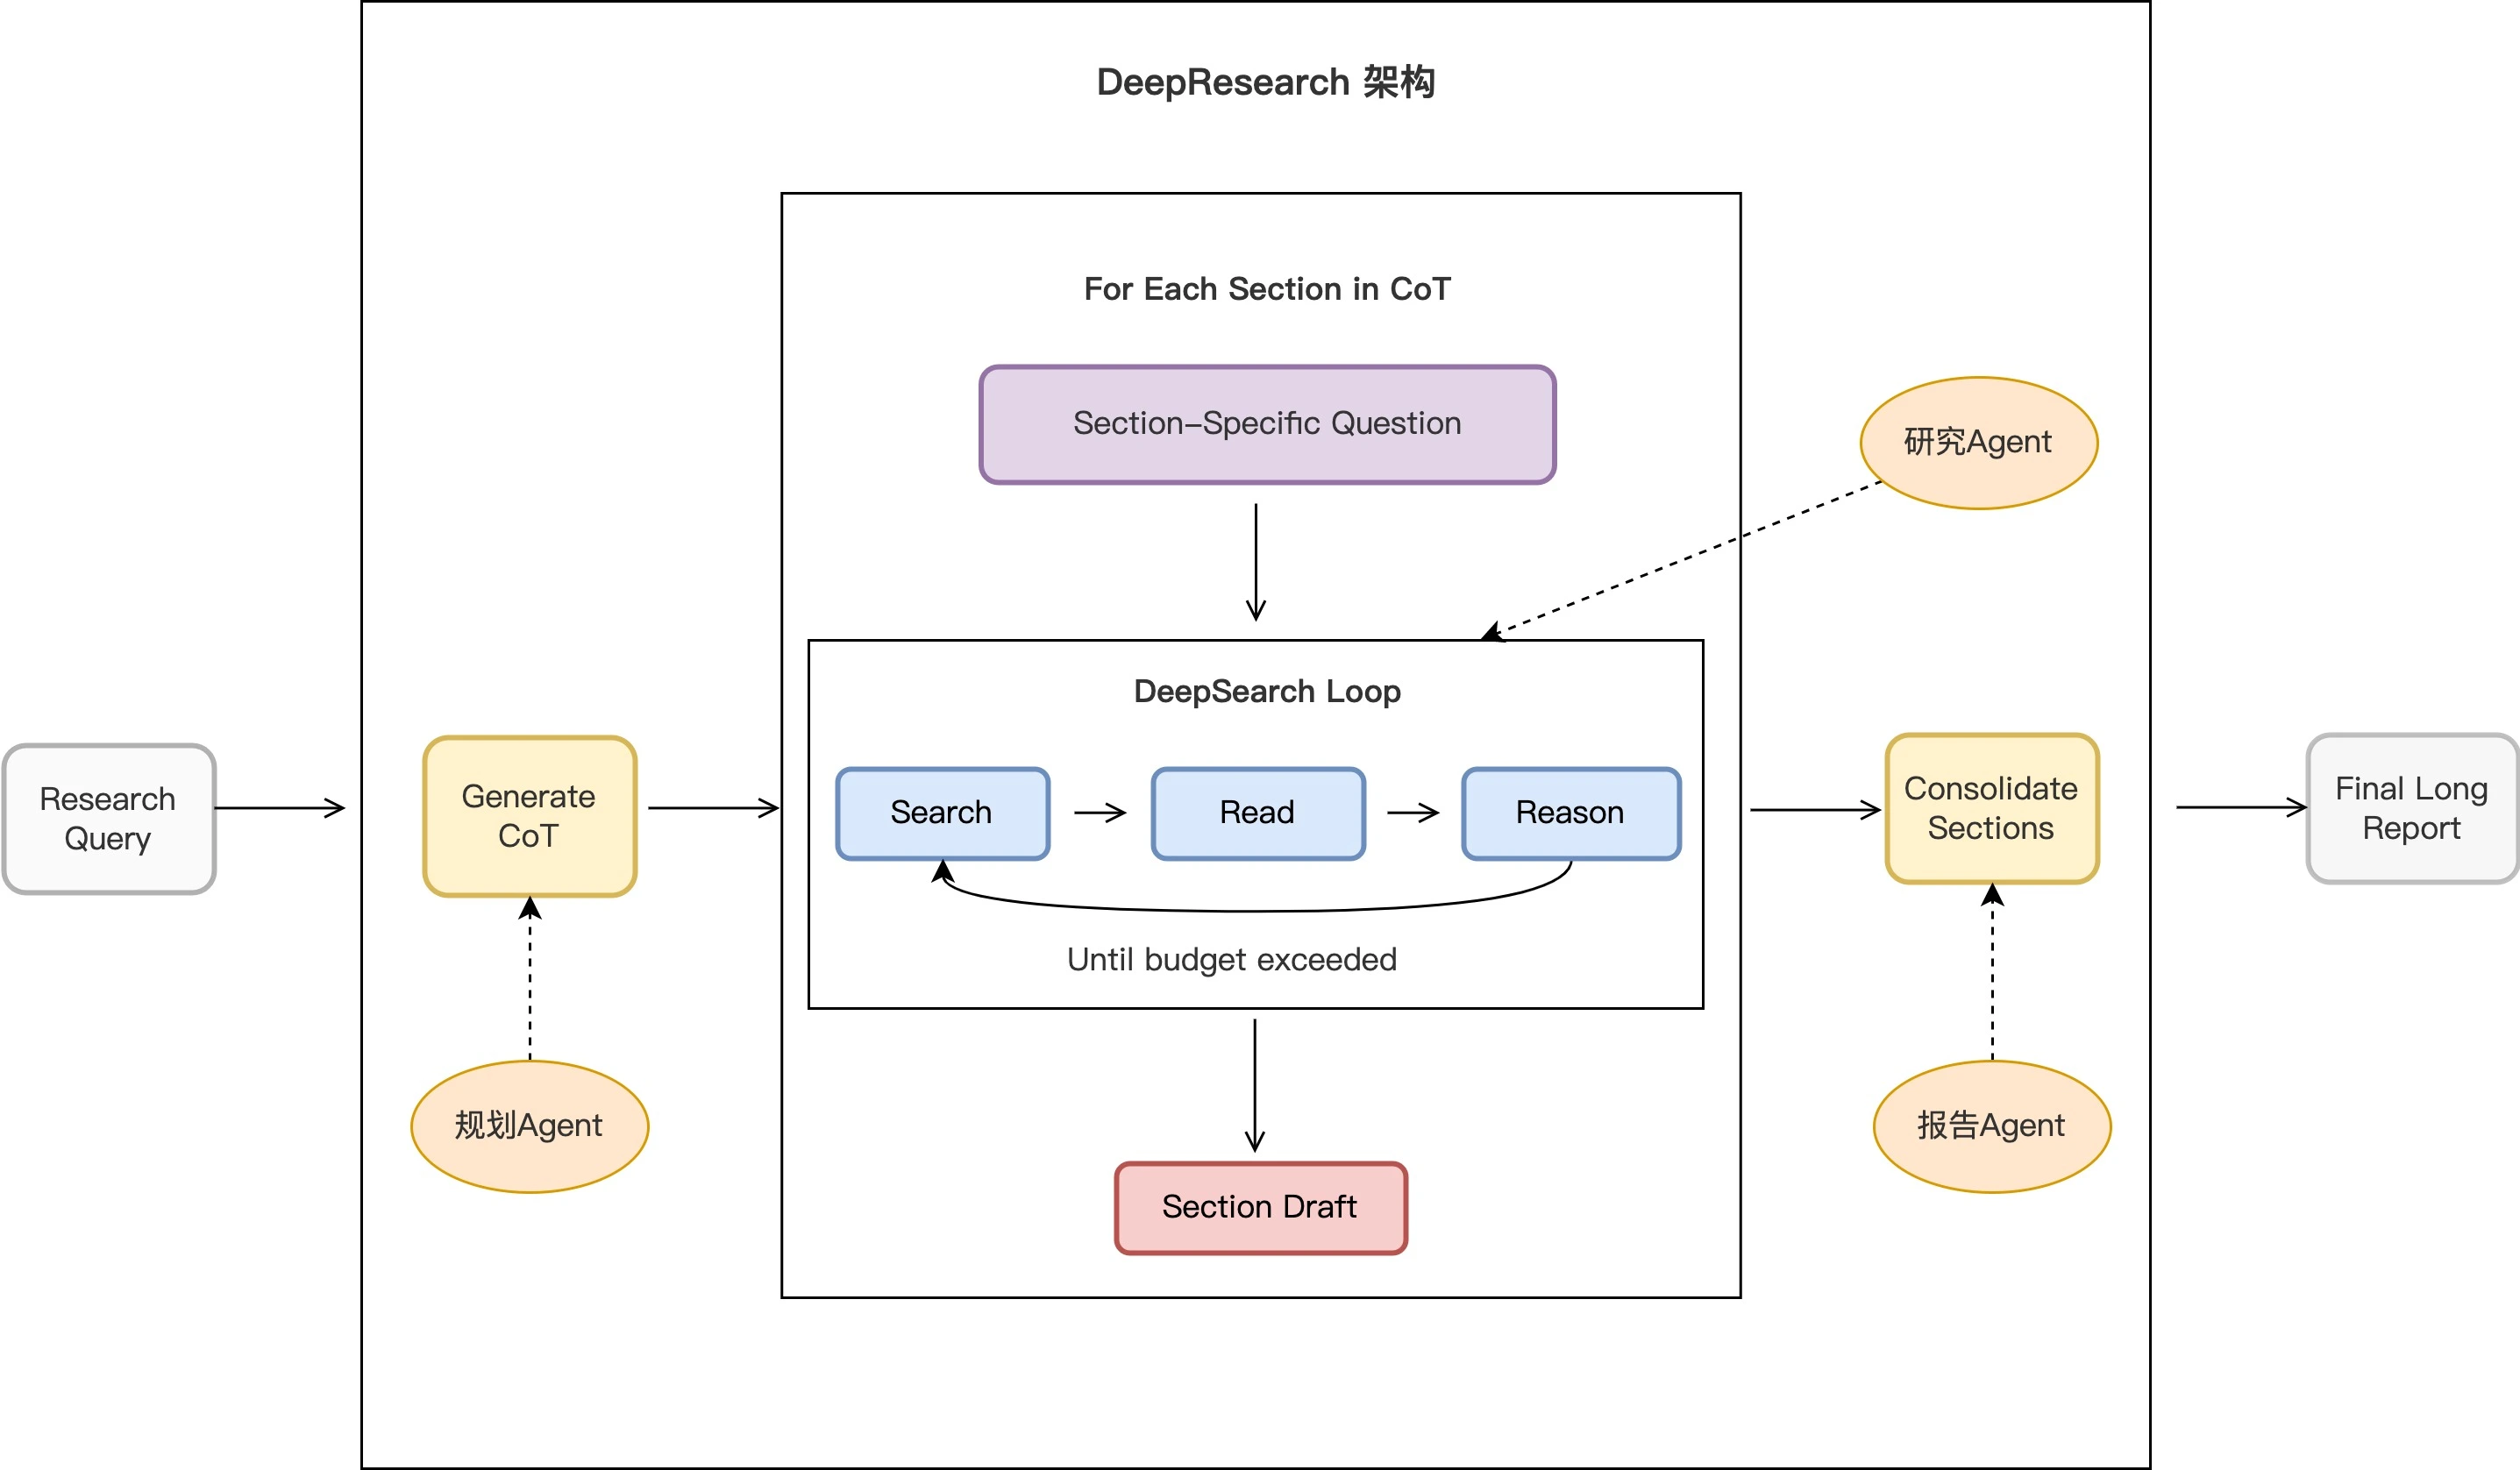 DeepResearch 架构
For Each Section in CoT
Section–Specific Question
研究Agent
DeepSearch Loop
Research
Query
Generate
CoT
Search
Read
Reason
Until budget exceeded
Consolidate
Sections
Final Long
Report
规划Agent
报告Agent
Section Draft